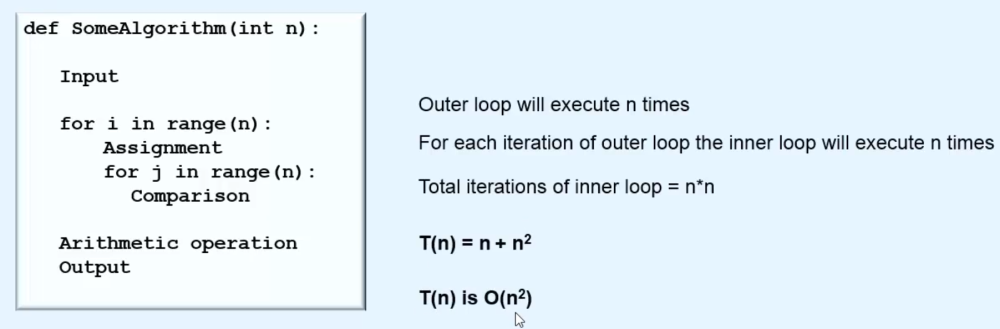 def SomeAlgorithm(int n):
Input
for i in range(n):
Assignment
for j in range(n):
Comparison
Arithmetic operation
Output
Outer loop will execute n times
For each iteration of outer loop the inner loop will execute n times
Total iterations of inner loop = n*n
T(n) = n + n²
T(n) is O(n²)